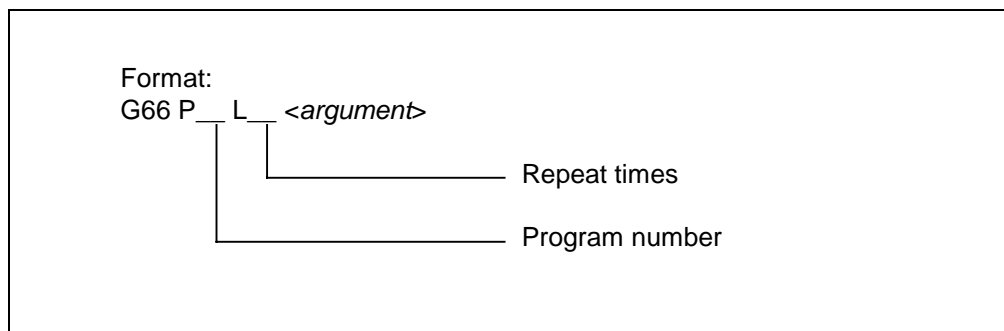 Format:
G66 P__ L__ <argument>
Repeat times
Program number